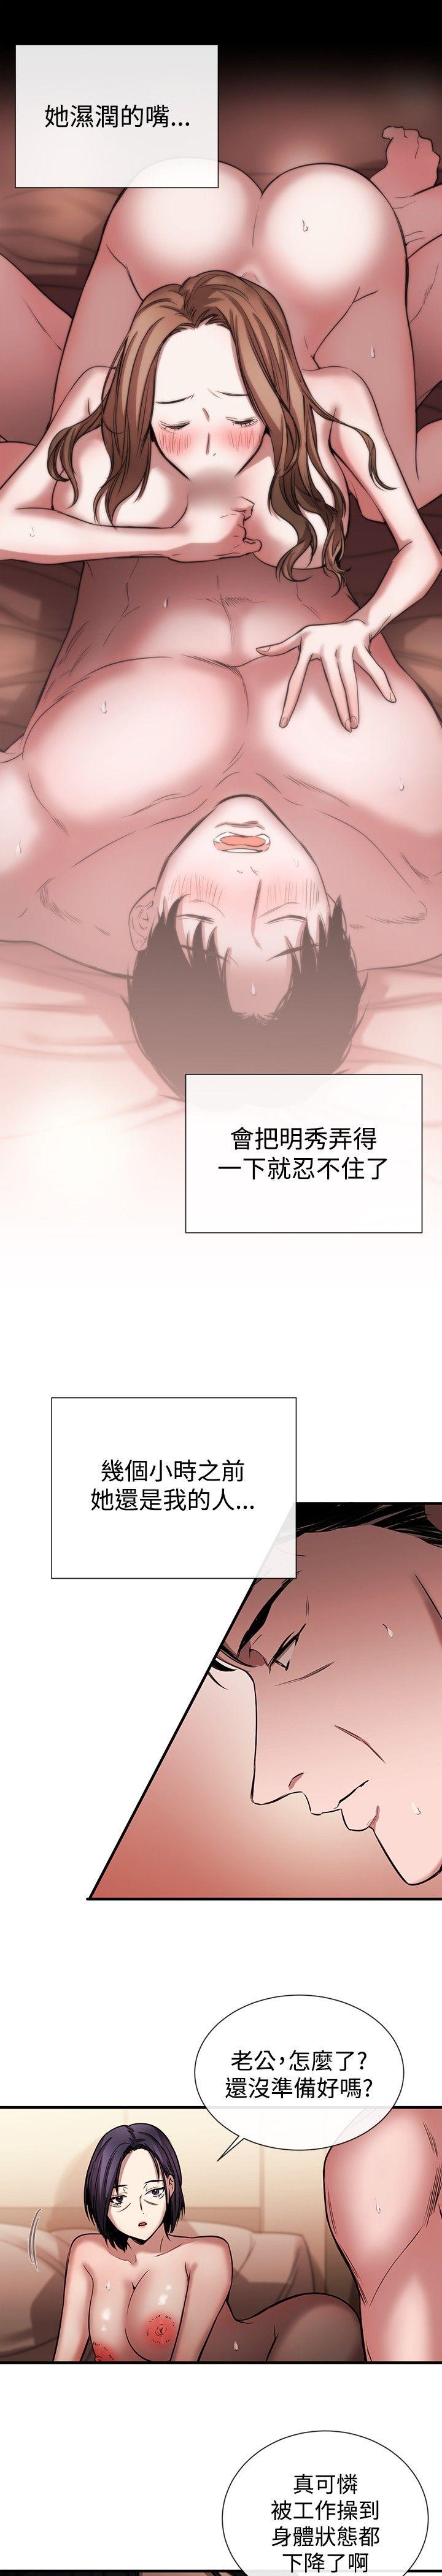 她濕潤的嘴...
會把明秀弄得
一下就忍不住了
幾個小時之前
她還是我的人...
老公,怎麼了?
還沒準備好嗎?
真可憐
被工作操到
身體狀態都
下降了啊